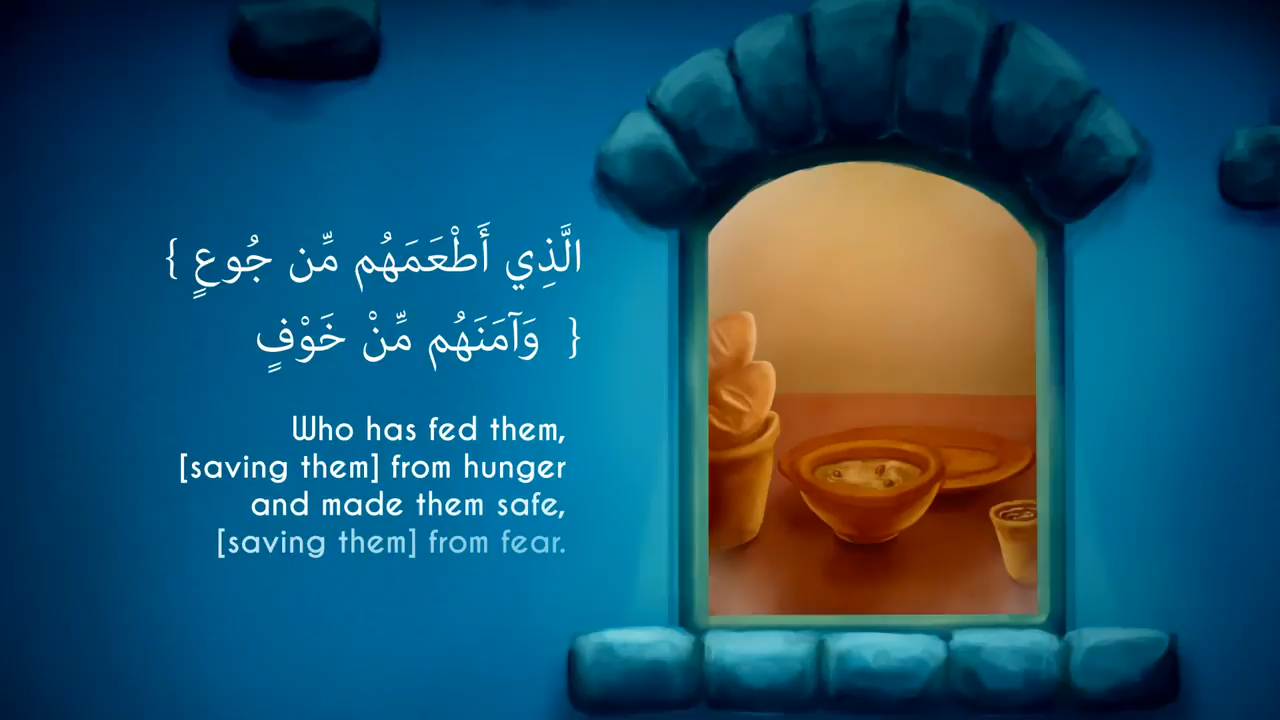 { الَّذِي أَطْعَمَهُم مِّن جُوعٍ
وَآمَنَهُم مِّنْ خَوْفٍ }
Who has fed them,
[saving them] from hunger
and made them safe,
[saving them] from fear.